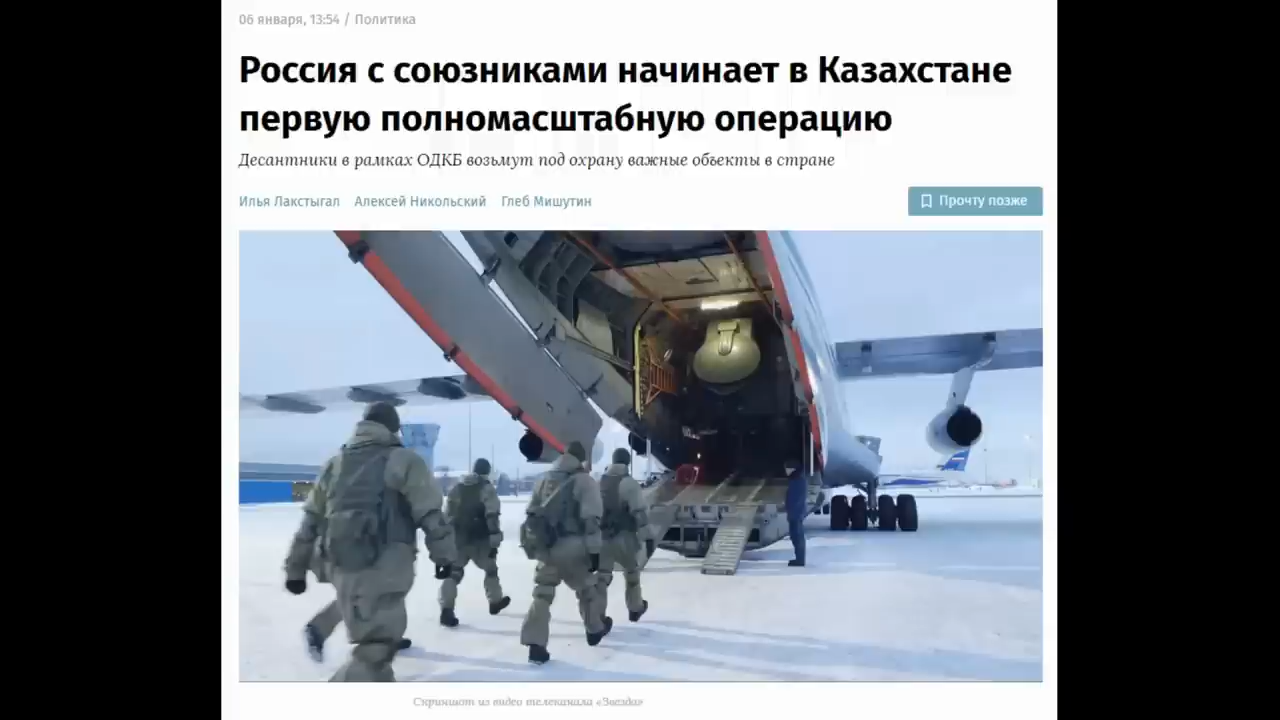 06 января, 13:54 / Политика
Россия с союзниками начинает в Казахстане
первую полномасштабную операцию
Десантники в рамках ОДКБ возьмут под охрану важные объекты в стране
Илья Лакстыгал Алексей Никольский Глеб Мишутин
Прочту позже
Скриншот из видео телеканала «Звезда»